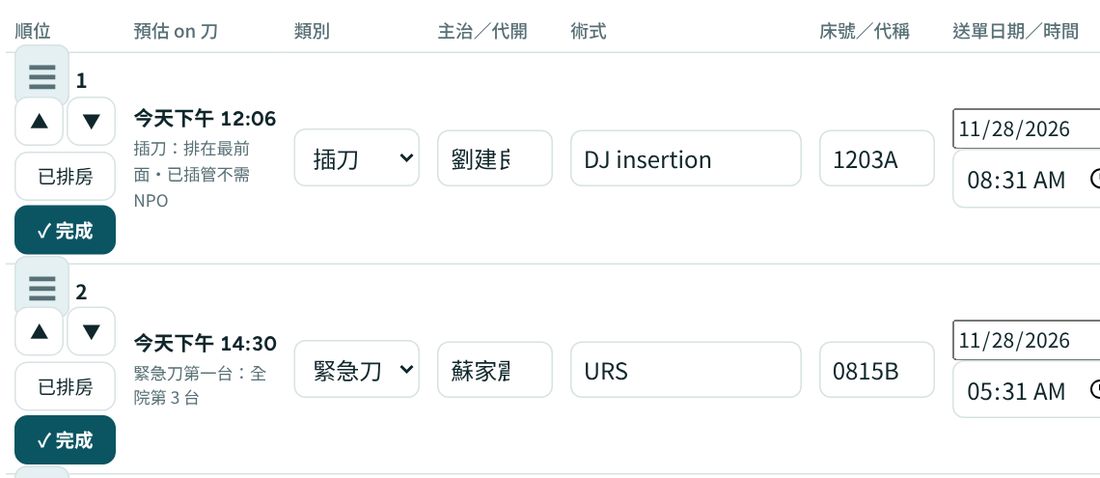 順位 預估 on 刀 類別 主治／代開 術式 床號／代稱 送單日期／時間
☰ 1
▲ ▼
已排房
✓ 完成
今天下午 12:06
插刀：排在最前
面・已插管不需
NPO
插刀
劉建
DJ insertion
1203A
11/28/2026
08:31 AM
☰ 2
▲ ▼
已排房
✓ 完成
今天下午 14:30
緊急刀第一台：全
院第 3 台
緊急刀
蘇家
URS
0815B
11/28/2026
05:31 AM